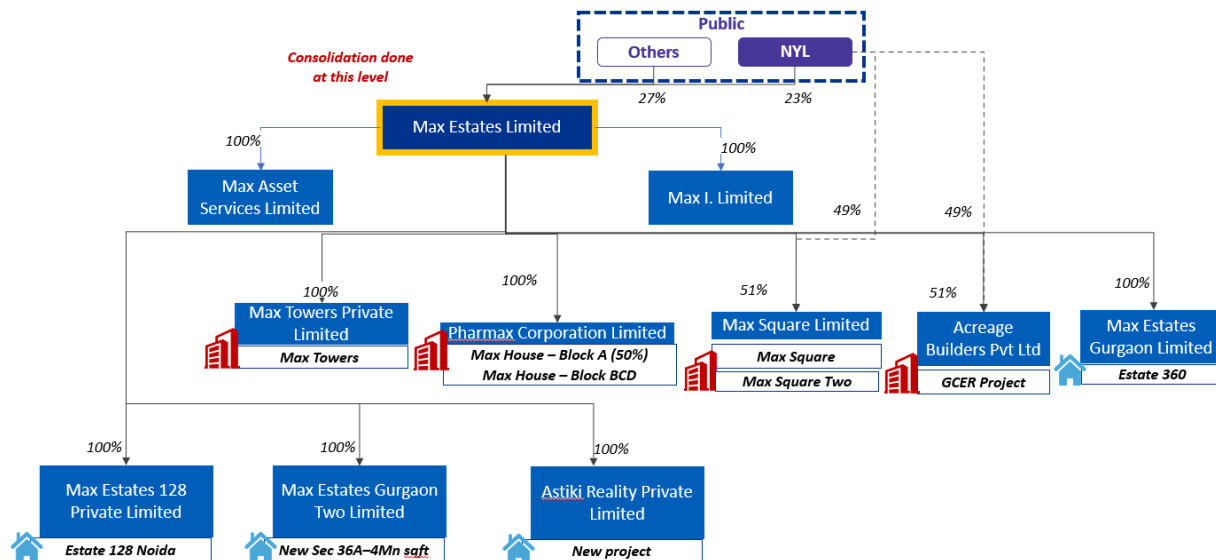 Public
Others
NYL
Consolidation done
at this level
27%
23%
Max Estates Limited
100%
100%
Max Asset
Services Limited
Max I. Limited
49%
49%
100%
100%
51%
51%
100%
Max Towers Private
Limited
Max Towers
Pharmax Corporation Limited
Max House – Block A (50%)
Max House – Block BCD
Max Square Limited
Max Square
Max Square Two
Acreage
Builders Pvt Ltd
GCER Project
Max Estates
Gurgaon Limited
Estate 360
100%
100%
100%
Max Estates 128
Private Limited
Estate 128 Noida
Max Estates Gurgaon
Two Limited
New Sec 36A–4Mn sqft
Astiki Reality Private
Limited
New project